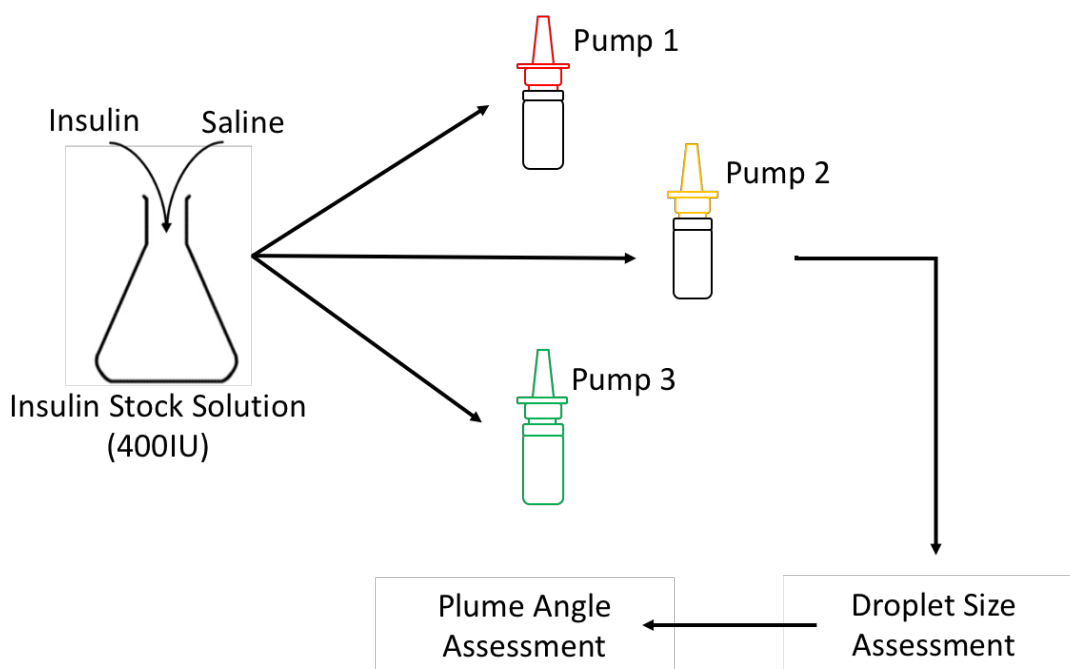 Pump 1
Insulin
Saline
Pump 2
Insulin Stock Solution
(400IU)
Pump 3
Plume Angle
Assessment
Droplet Size
Assessment